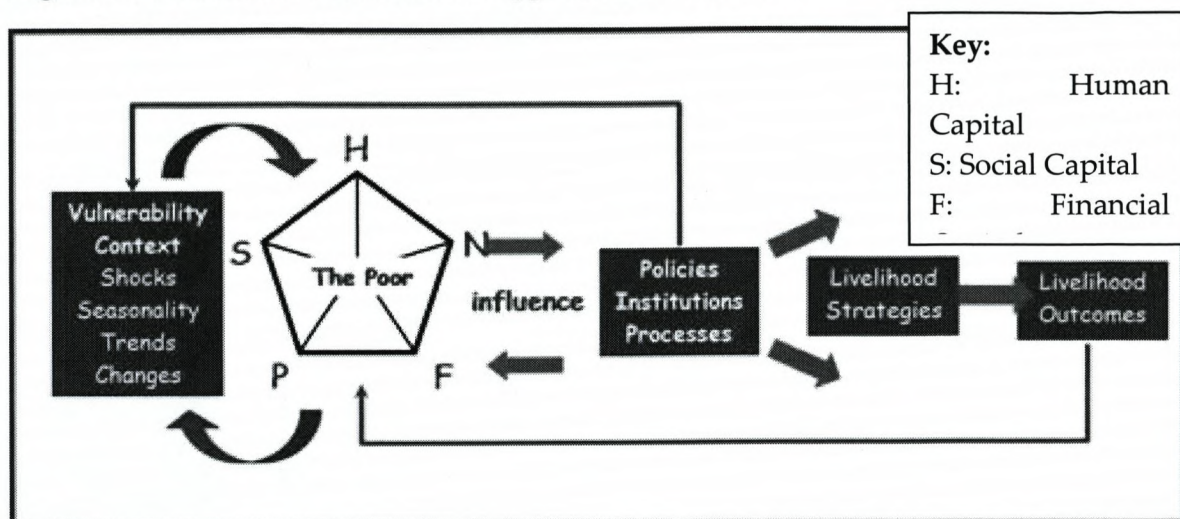 Key:
H: Human
Capital
S: Social Capital
F: Financial
H
S
N
The Poor
P
F
Vulnerability
Context
Shocks
Seasonality
Trends
Changes
influence
Policies
Institutions
Processes
Livelihood
Strategies
Livelihood
Outcomes